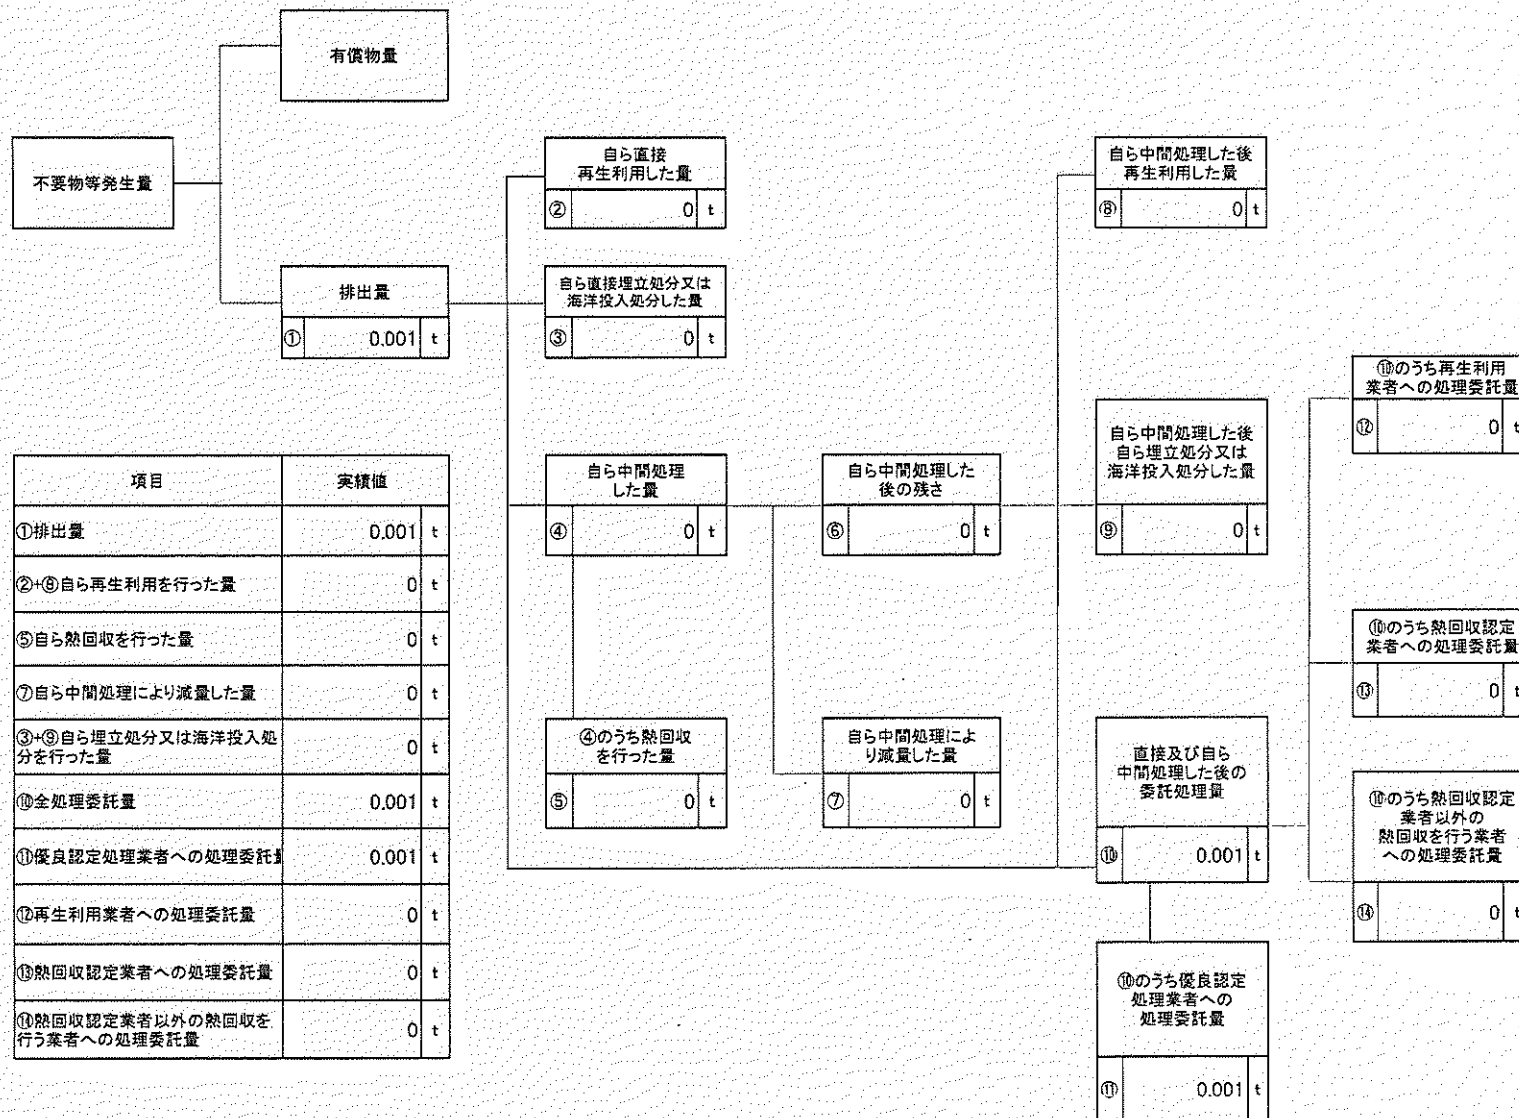 有償物量
不要物等発生量
排出量
① 0.001 t
自ら直接
再生利用した量
② 0 t
自ら直接埋立処分又は
海洋投入処分した量
③ 0 t
自ら中間処理
した量
④ 0 t
④のうち熱回収
を行った量
⑤ 0 t
自ら中間処理した
後の残さ
⑥ 0 t
自ら中間処理によ
り減量した量
⑦ 0 t
自ら中間処理した後
再生利用した量
⑧ 0 t
自ら中間処理した後
自ら埋立処分又は
海洋投入処分した量
⑨ 0 t
直接及び自ら
中間処理した後の
委託処理量
⑩ 0.001 t
⑩のうち優良認定
処理業者への
処理委託量
⑪ 0.001 t
⑩のうち再生利用
業者への処理委託量
⑫ 0 t
⑩のうち熱回収認定
業者への処理委託量
⑬ 0 t
⑩のうち熱回収認定
業者以外の
熱回収を行う業者
への処理委託量
⑭ 0 t
項目 実績値
①排出量 0.001 t
②+⑧自ら再生利用を行った量 0 t
⑤自ら熱回収を行った量 0 t
⑦自ら中間処理により減量した量 0 t
③+⑨自ら埋立処分又は海洋投入処
分を行った量 0 t
⑩全処理委託量 0.001 t
⑪優良認定処理業者への処理委託量 0.001 t
⑫再生利用業者への処理委託量 0 t
⑬熱回収認定業者への処理委託量 0 t
⑭熱回収認定業者以外の熱回収を
行う業者への処理委託量 0 t